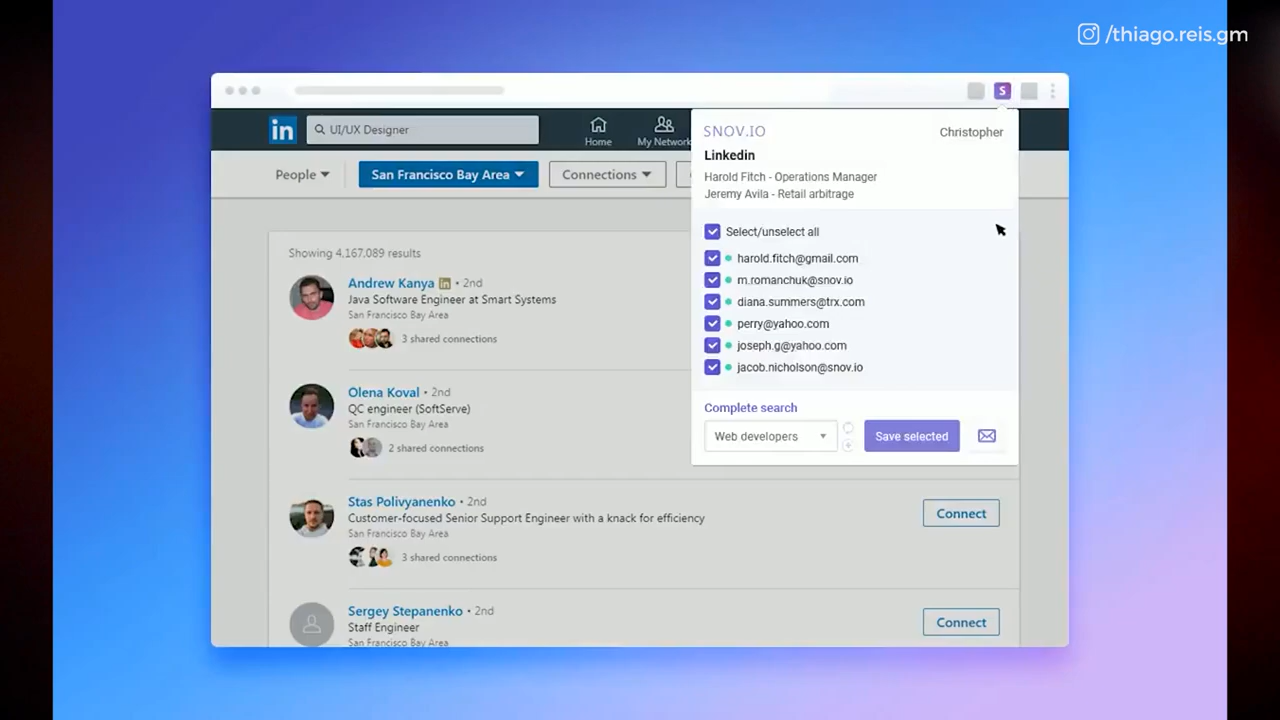 /thiago.reis.gm
S
in
UI/UX Designer
Home
My Network
SNOV.IO
Christopher
Linkedin
Harold Fitch - Operations Manager
Jeremy Avila - Retail arbitrage
People
San Francisco Bay Area
Connections
Select/unselect all
harold.fitch@gmail.com
m.romanchuk@snov.io
diana.summers@trx.com
perry@yahoo.com
joseph.g@yahoo.com
jacob.nicholson@snov.io
Complete search
Web developers
Save selected
Showing 4,167,089 results
Andrew Kanya in • 2nd
Java Software Engineer at Smart Systems
San Francisco Bay Area
3 shared connections
Olena Koval • 2nd
QC engineer (SoftServe)
San Francisco Bay Area
2 shared connections
Stas Polivyanenko • 2nd
Customer-focused Senior Support Engineer with a knack for efficiency
San Francisco Bay Area
3 shared connections
Connect
Sergey Stepanenko • 2nd
Staff Engineer
San Francisco Bay Area
Connect